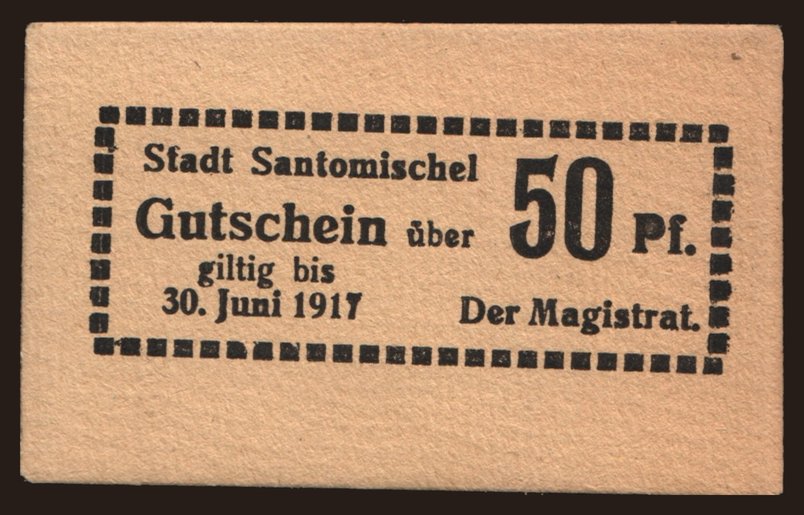 Stadt Santomischel
Gutschein über 50 Pf.
giltig bis
30. Juni 1917
Der Magistrat.